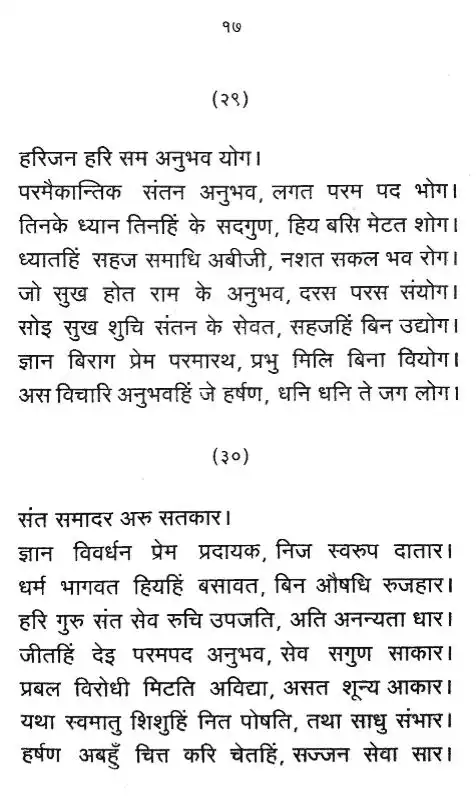 १७
(२९)
हरिजन हरि सम अनुभव योग।
परमैकान्तिक संतन अनुभव, लगत परम पद भोग।
तिनके ध्यान तिनहिं के सदगुण, हिय बसि मेटत शोग।
ध्यातहिं सहज समाधि अबीजी, नशत सकल भव रोग।
जो सुख होत राम के अनुभव, दरस परस संयोग।
सोइ सुख शुचि संतन के सेवत, सहजहिं बिन उद्योग।
ज्ञान बिराग प्रेम परमारथ, प्रभु मिलि बिना वियोग।
अस विचारि अनुभवहिं जे हर्षण, धनि धनि ते जग लोग।
(३०)
संत समादर अरु सतकार।
ज्ञान विवर्धन प्रेम प्रदायक, निज स्वरुप दातार।
धर्म भागवत हियहिं बसावत, बिन औषधि रुजहार।
हरि गुरु संत सेव रुचि उपजति, अति अनन्यता धार।
जीतहिं देइ परमपद अनुभव, सेव सगुण साकार।
प्रबल विरोधी मिटति अविद्या, असत शून्य आकार।
यथा स्वमातु शिशुहिं नित पोषति, तथा साधु संभार।
हर्षण अबहुँ चित्त करि चेतहिं, सज्जन सेवा सार।